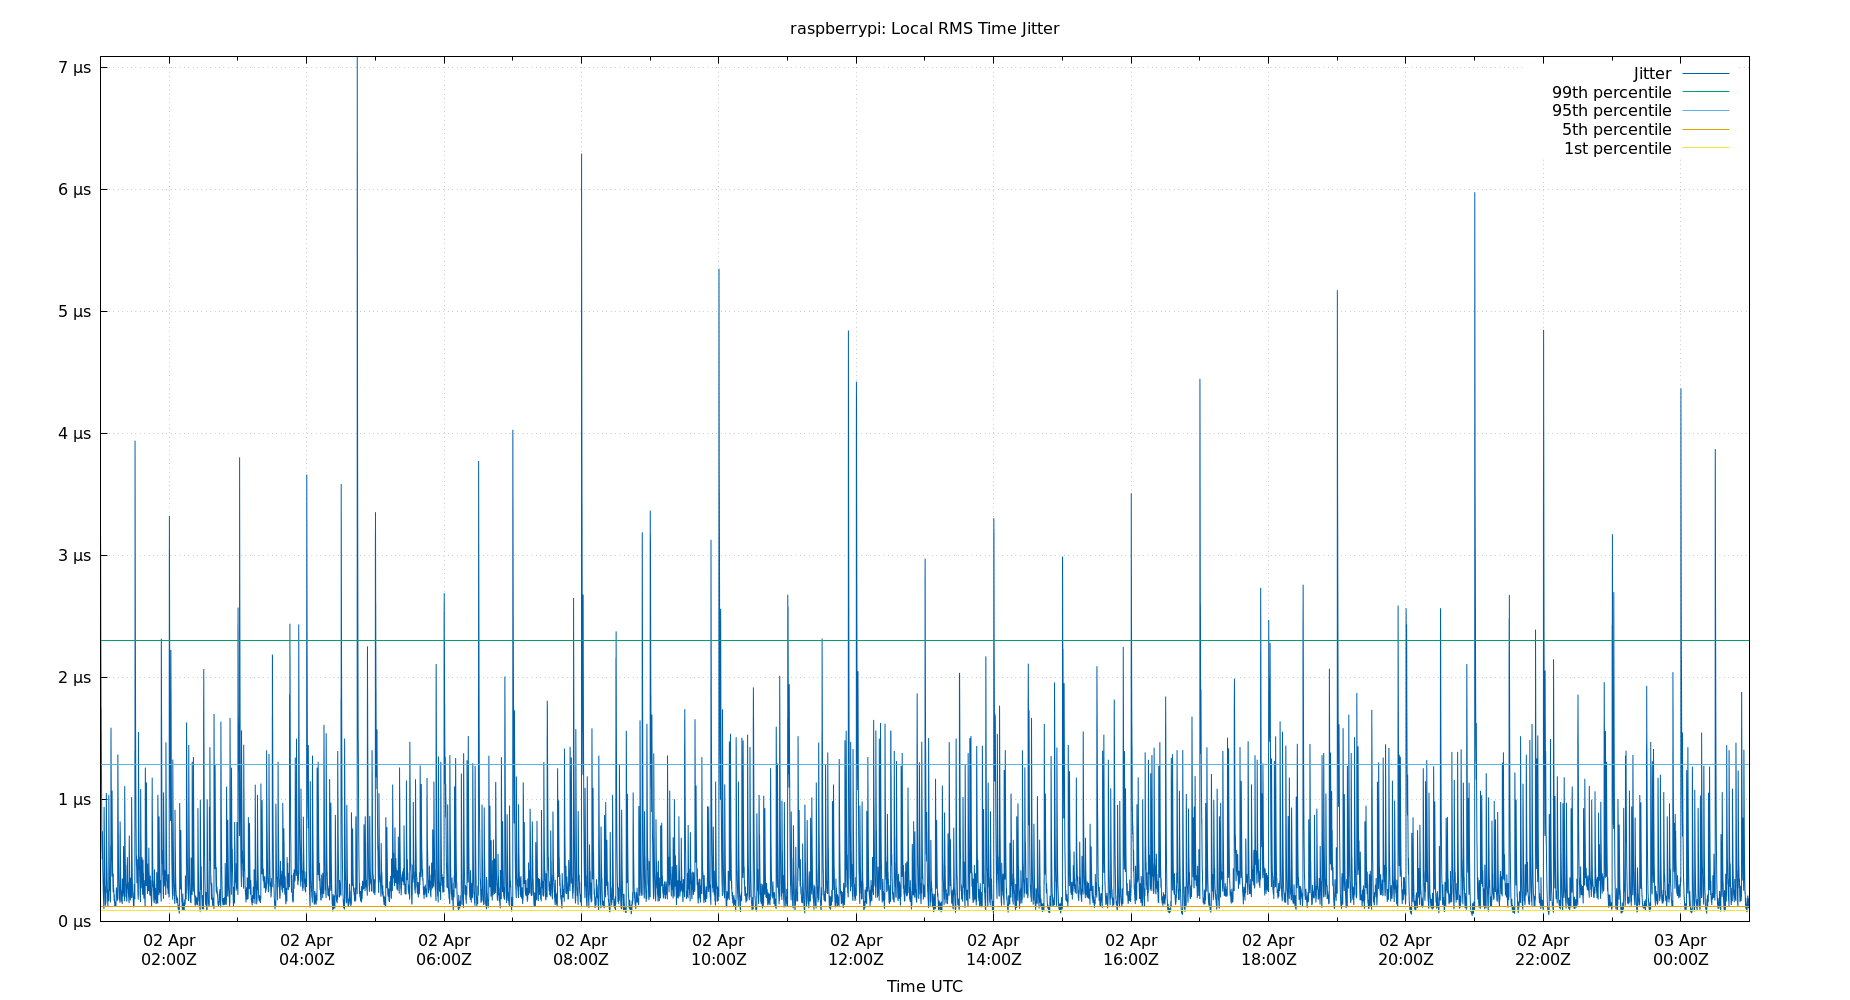 raspberrypi: Local RMS Time Jitter
7 µs
6 µs
5 µs
4 µs
3 µs
2 µs
1 µs
0 µs
Jitter
99th percentile
95th percentile
5th percentile
1st percentile
02 Apr
02:00Z
02 Apr
04:00Z
02 Apr
06:00Z
02 Apr
08:00Z
02 Apr
10:00Z
02 Apr
12:00Z
02 Apr
14:00Z
02 Apr
16:00Z
02 Apr
18:00Z
02 Apr
20:00Z
02 Apr
22:00Z
03 Apr
00:00Z
Time UTC